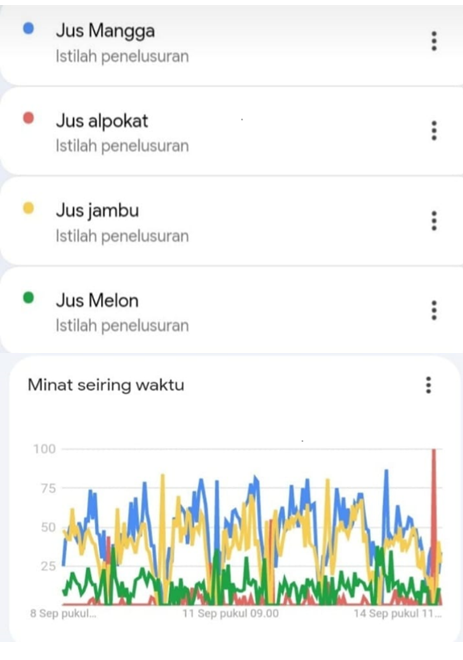 Jus Mangga
Istilah penelusuran
Jus alpokat
Istilah penelusuran
Jus jambu
Istilah penelusuran
Jus Melon
Istilah penelusuran
Minat seiring waktu
100
75
50
25
8 Sep pukul... 11 Sep pukul 09.00 14 Sep pukul 11...